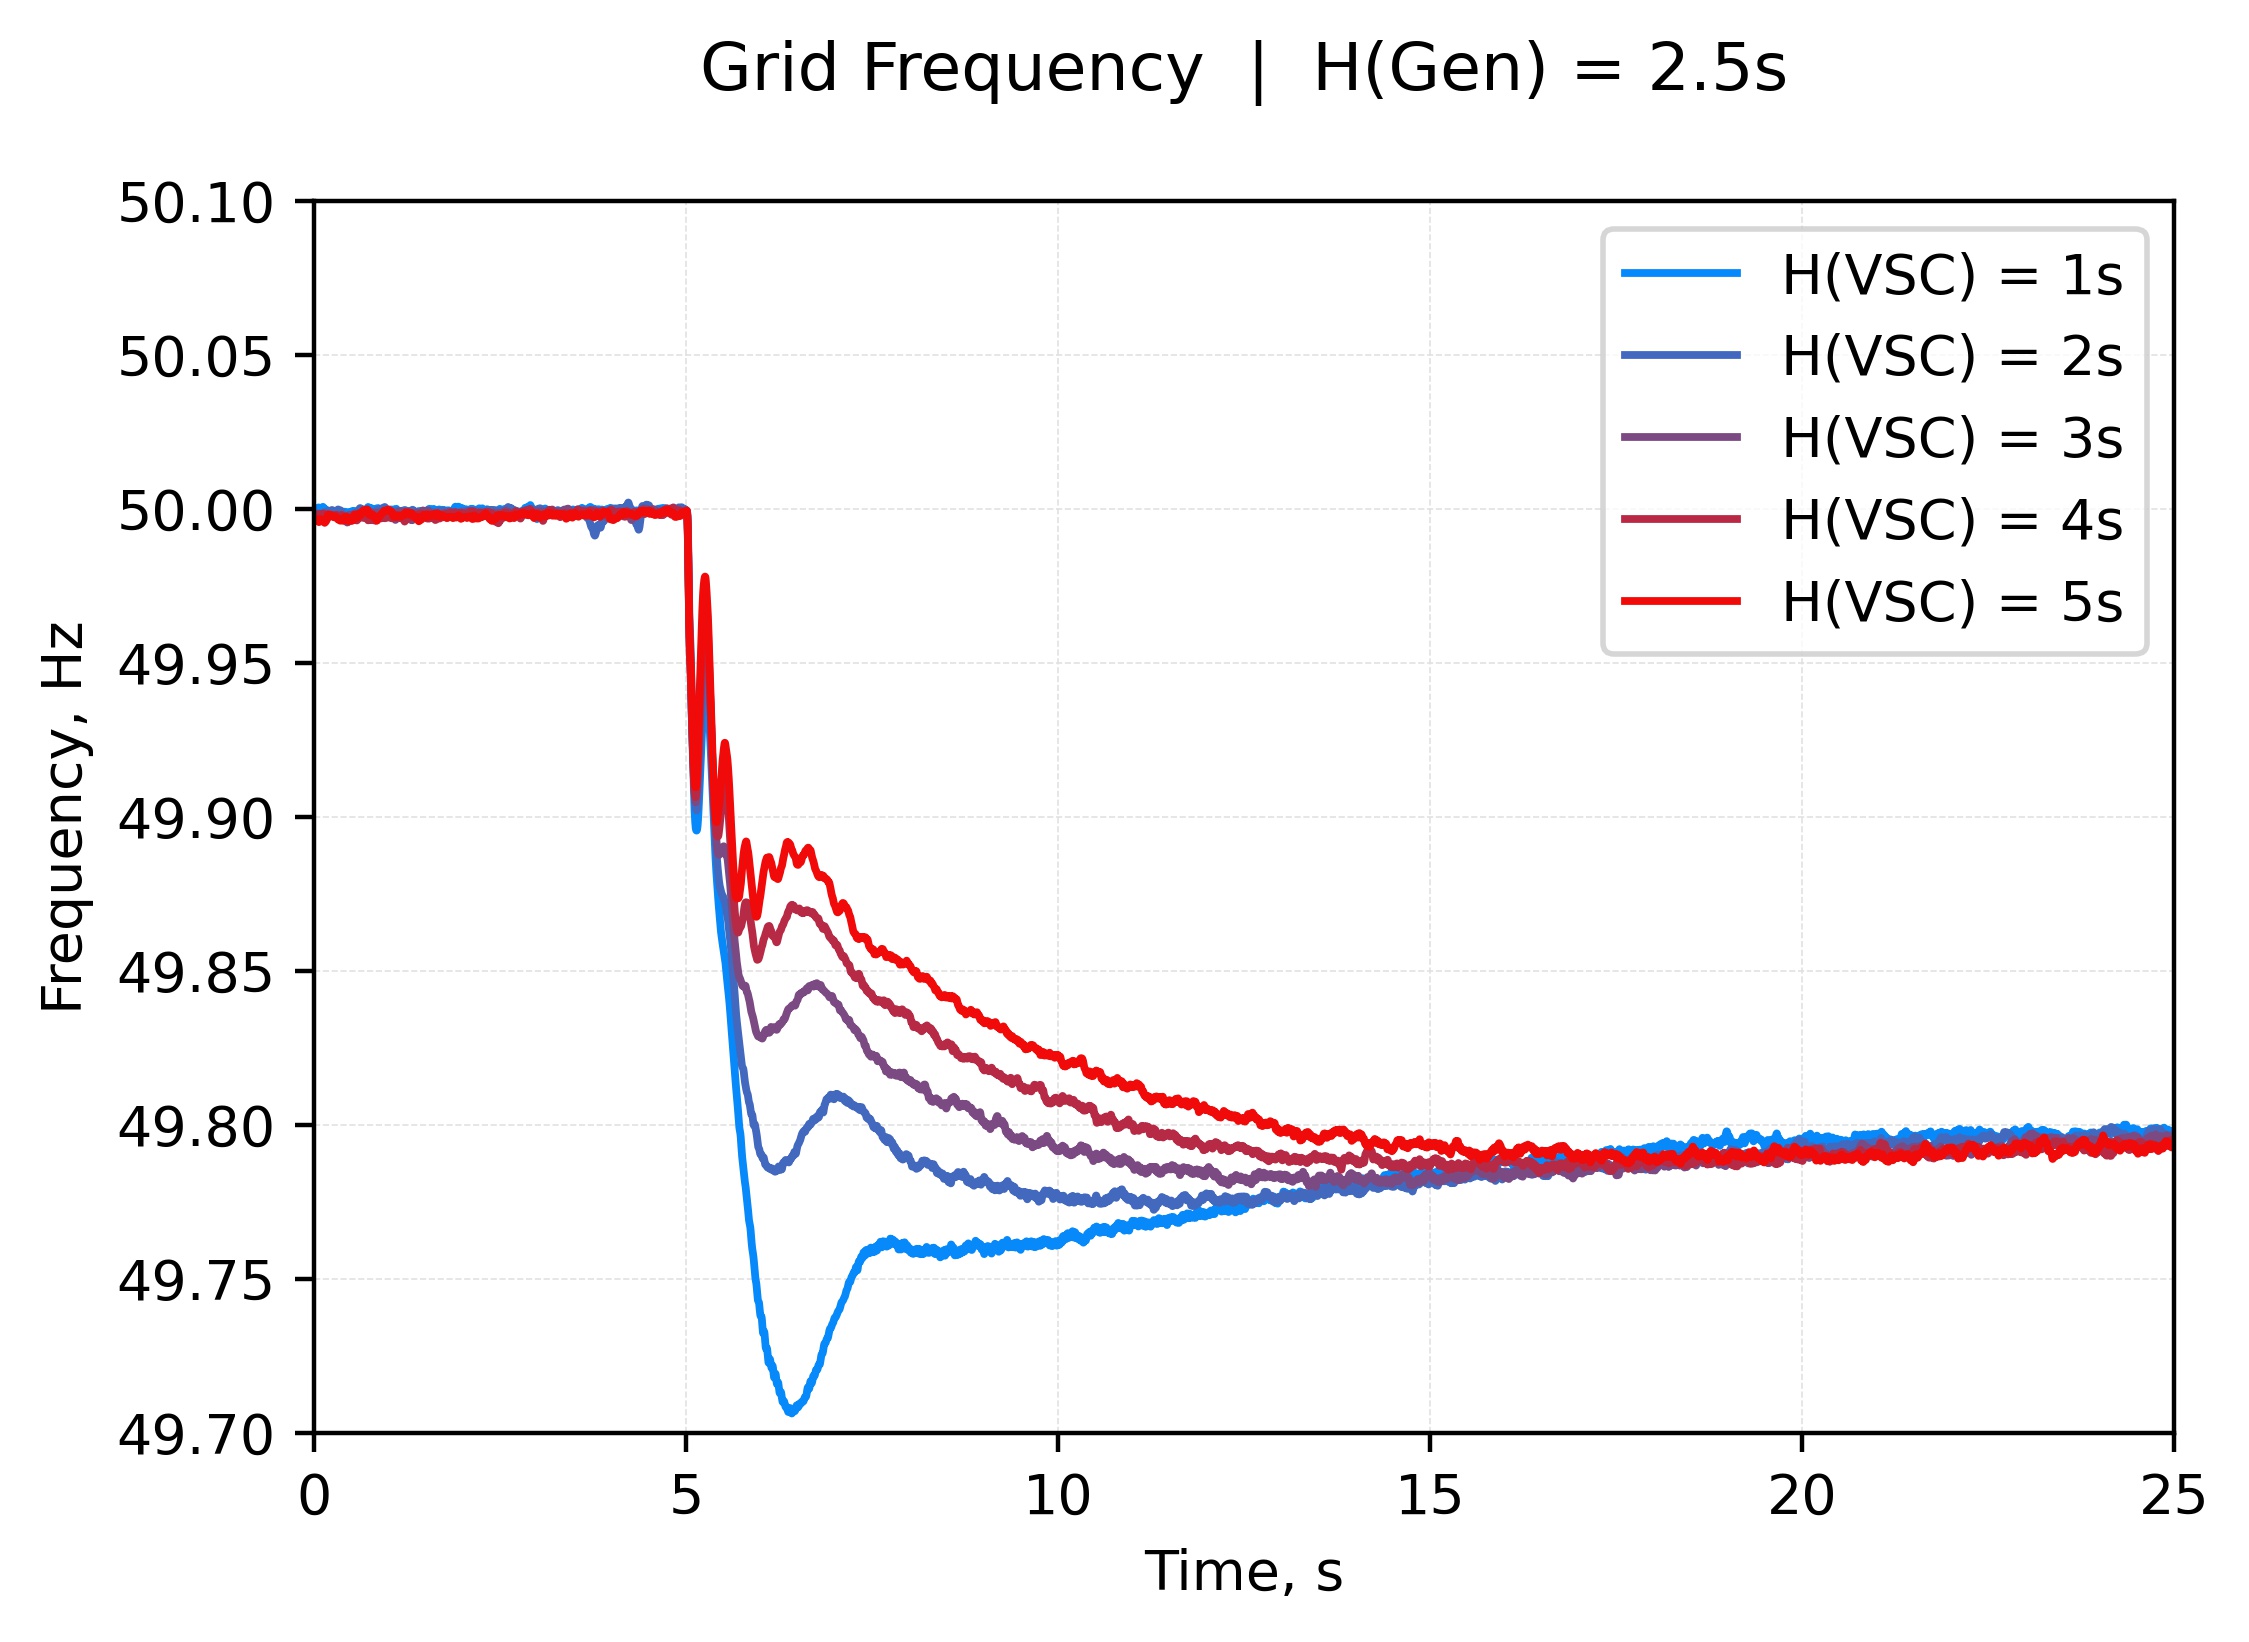 Grid Frequency | H(Gen) = 2.5s
50.10
50.05
50.00
49.95
49.90
49.85
49.80
49.75
49.70
Frequency, Hz
H(VSC) = 1s
H(VSC) = 2s
H(VSC) = 3s
H(VSC) = 4s
H(VSC) = 5s
0 5 10 15 20 25
Time, s